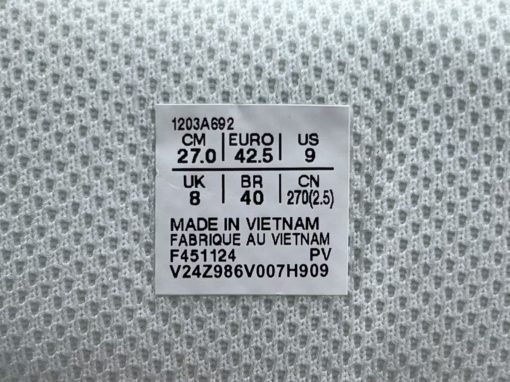 1203A692
CM | EURO | US
27.0 | 42.5 | 9
UK | BR | CN
8 | 40 | 270(2.5)
MADE IN VIETNAM
FABRIQUE AU VIETNAM
F451124 PV
V24Z986V007H909